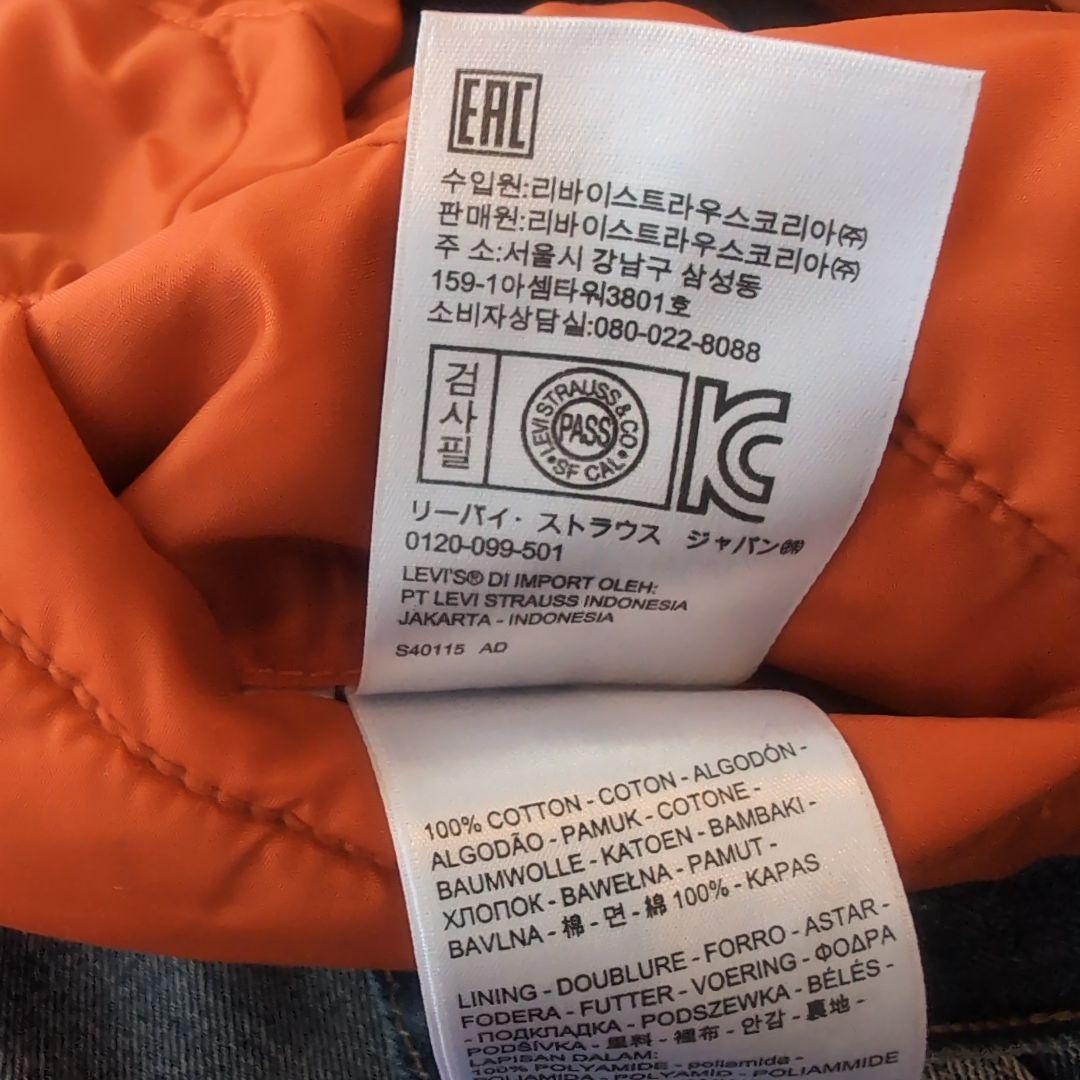 EAC
수입원:리바이스트라우스코리아㈜
판매원:리바이스트라우스코리아㈜
주 소:서울시 강남구 삼성동
159-1아셈타워3801호
소비자상담실:080-022-8088
검사필
LEVI STRAUSS & CO
PASS
SF CAL
KC
リーバイ・ストラウス ジャパン㈱
0120-099-501
LEVI'S® DI IMPORT OLEH:
PT LEVI STRAUSS INDONESIA
JAKARTA - INDONESIA
S40115 AD
100% COTTON - COTON - ALGODÓN -
ALGODÃO - PAMUK - COTONE -
BAUMWOLLE - KATOEN - BAMBAKI -
ХЛОПОК - BAWEŁNA - PAMUT -
BAVLNA - 棉 - 면 - 綿 100% - KAPAS
LINING - DOUBLURE - FORRO - ASTAR -
FODERA - FUTTER - VOERING - ΦΟΔΡΑ
- ПОДКЛАДКА - PODSZEWKA - BÉLÉS -
PODŠÍVKA - 里料 - 裡布 - 안감 - 裏地 -
LAPISAN DALAM:
100% POLYAMIDE - poliamida -
POLIAMIDA - POLYAMID - POLIAMMIDE